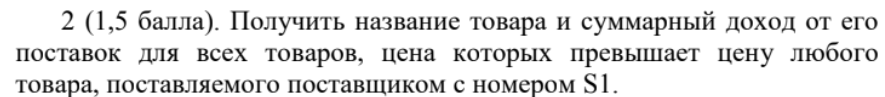 2 (1,5 балла). Получить название товара и суммарный доход от его
поставок для всех товаров, цена которых превышает цену любого
товара, поставляемого поставщиком с номером S1.